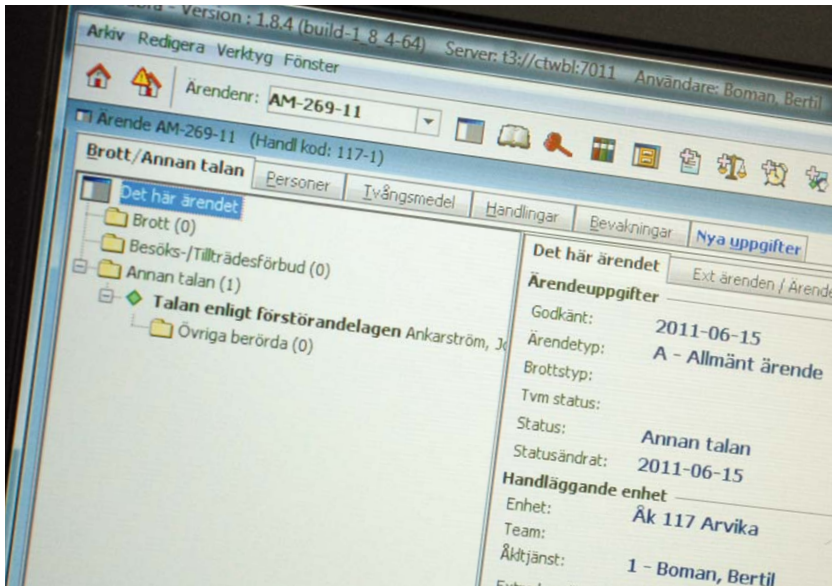 Version : 1.8.4 (build-1_8_4-64) Server: t3://ctwbl:7011 Användare: Boman, Bertil
Arkiv Redigera Verktyg Fönster
Ärendenr: AM-269-11
Ärende AM-269-11 (Handl kod: 117-1)
Brott/Annan talan Personer Tvångsmedel Handlingar Bevakningar Nya uppgifter
Det här ärendet
Brott (0)
Besöks-/Tillträdesförbud (0)
Annan talan (1)
Talan enligt förstörandelagen Ankarström,
Övriga berörda (0)
Det här ärendet Ext ärenden /
Ärendeuppgifter
Godkänt: 2011-06-15
Ärendetyp: A - Allmänt ärende
Brottstyp:
Tvm status:
Status: Annan talan
Statusändrat: 2011-06-15
Handläggande enhet
Enhet: Åk 117 Arvika
Team:
Åkltjänst: 1 - Boman, Bertil